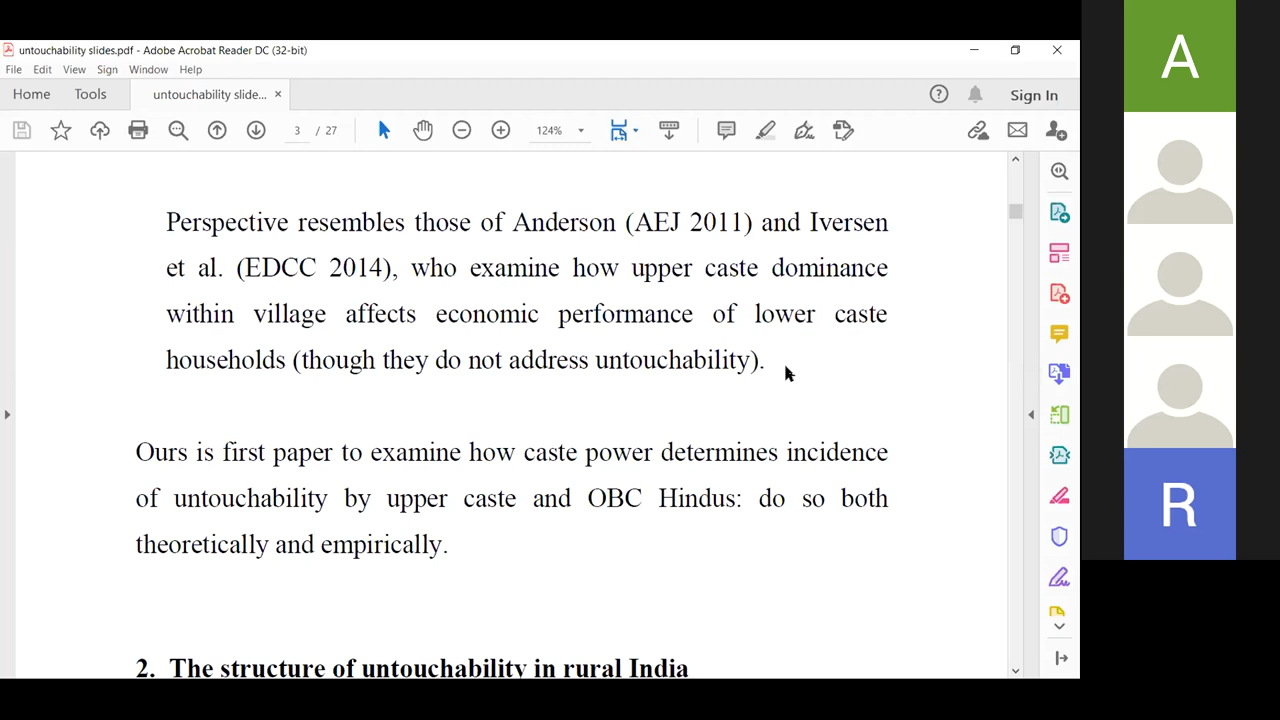 untouchability slides.pdf - Adobe Acrobat Reader DC (32-bit)
File Edit View Sign Window Help
Home Tools untouchability slide... × Sign In
3 / 27 124%
Perspective resembles those of Anderson (AEJ 2011) and Iversen
et al. (EDCC 2014), who examine how upper caste dominance
within village affects economic performance of lower caste
households (though they do not address untouchability).
Ours is first paper to examine how caste power determines incidence
of untouchability by upper caste and OBC Hindus: do so both
theoretically and empirically.
2. The structure of untouchability in rural India
A
R